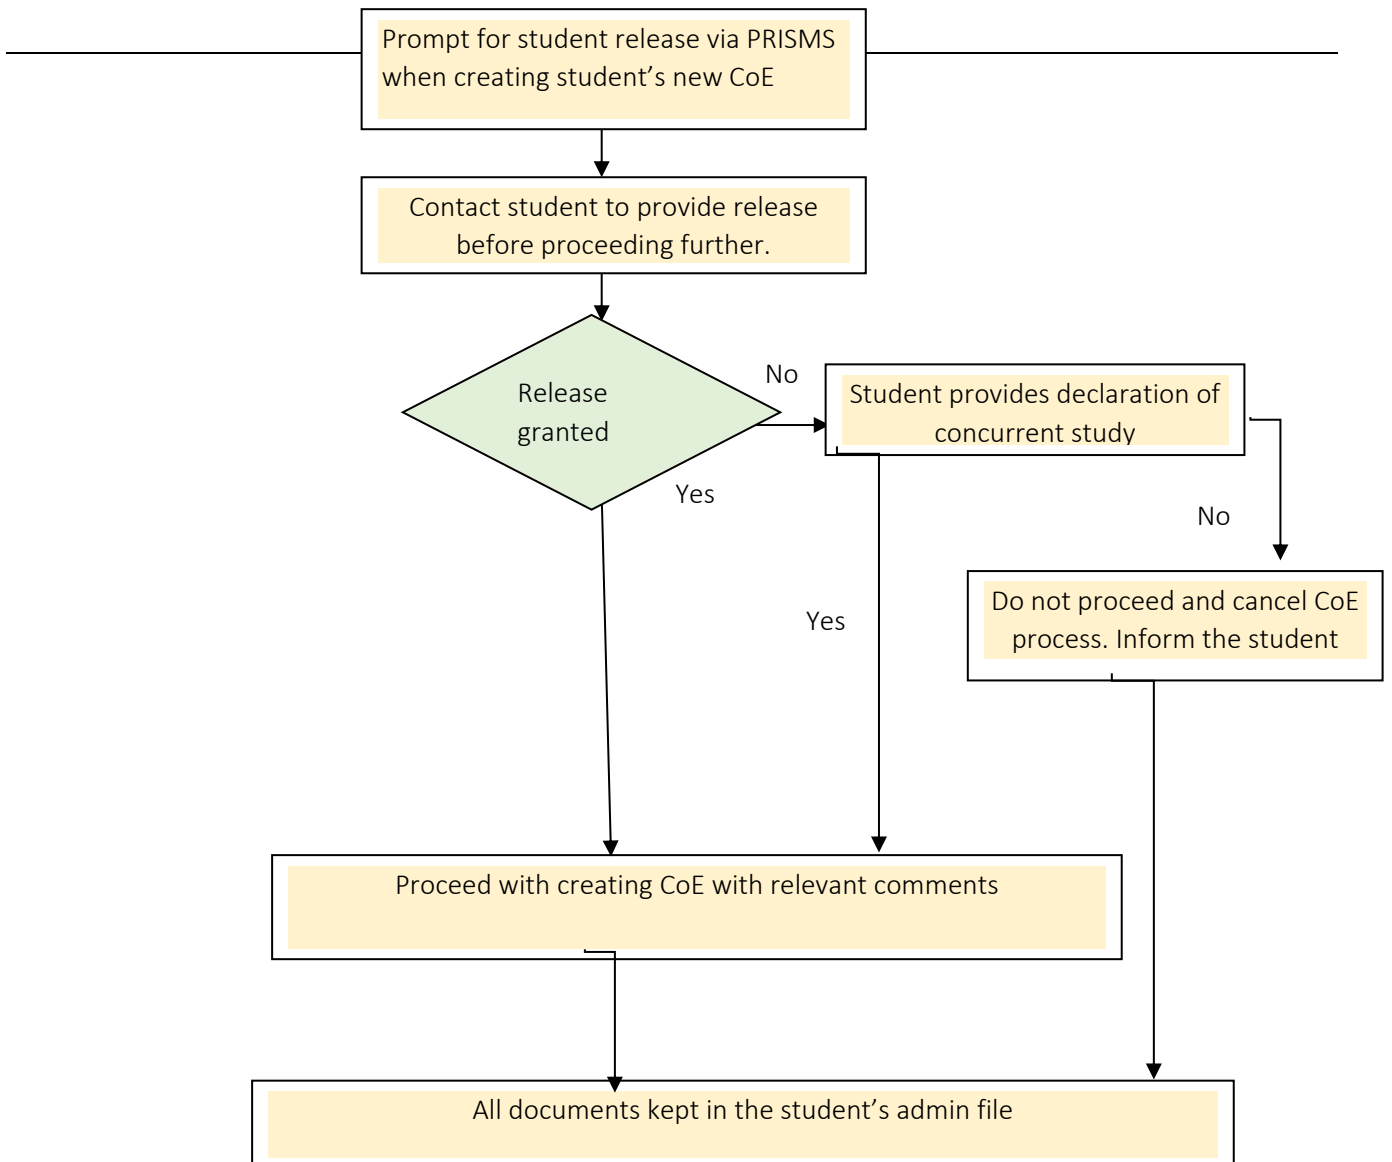 Prompt for student release via PRISMS
when creating student’s new CoE
Contact student to provide release
before proceeding further.
Release
granted
No
Student provides declaration of
concurrent study
Yes
No
Yes
Do not proceed and cancel CoE
process. Inform the student
Proceed with creating CoE with relevant comments
All documents kept in the student’s admin file